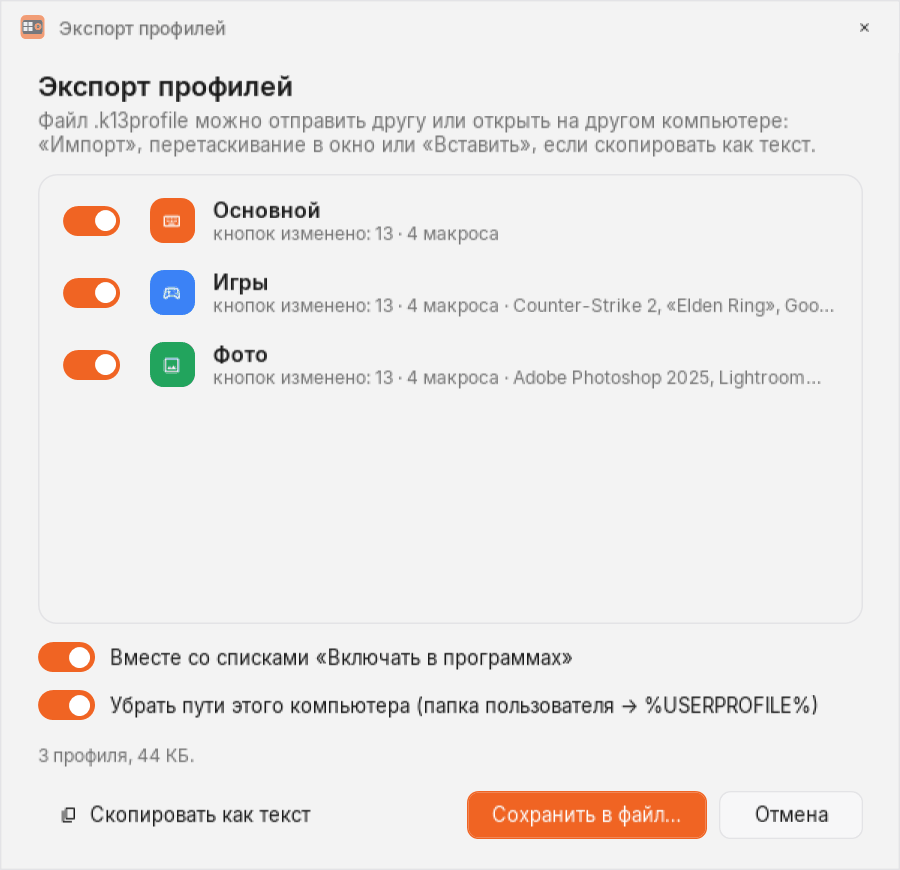 Экспорт профилей
Экспорт профилей
Файл .k13profile можно отправить другу или открыть на другом компьютере:
«Импорт», перетаскивание в окно или «Вставить», если скопировать как текст.
Основной
кнопок изменено: 13 · 4 макроса
Игры
кнопок изменено: 13 · 4 макроса · Counter-Strike 2, «Elden Ring», Goo...
Фото
кнопок изменено: 13 · 4 макроса · Adobe Photoshop 2025, Lightroom...
Вместе со списками «Включать в программах»
Убрать пути этого компьютера (папка пользователя → %USERPROFILE%)
3 профиля, 44 КБ.
Скопировать как текст
Сохранить в файл...
Отмена